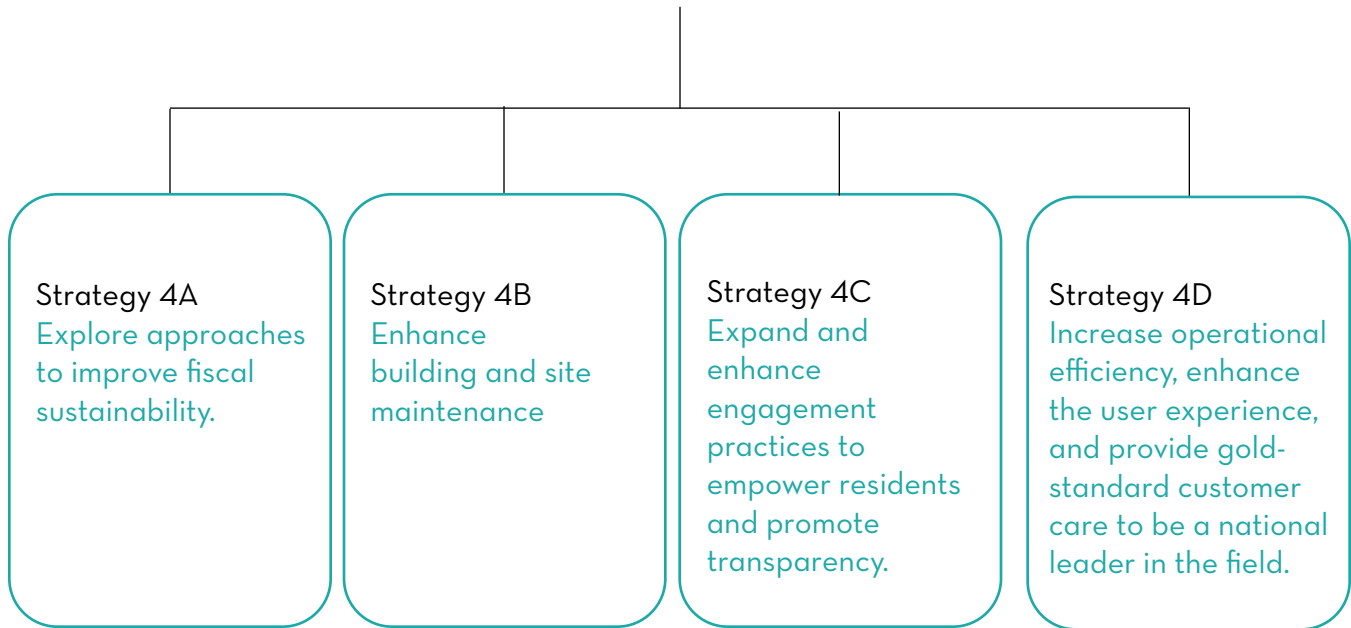 Strategy 4A
Explore approaches
to improve fiscal
sustainability.
Strategy 4B
Enhance
building and site
maintenance
Strategy 4C
Expand and
enhance
engagement
practices to
empower residents
and promote
transparency.
Strategy 4D
Increase operational
efficiency, enhance
the user experience,
and provide gold-
standard customer
care to be a national
leader in the field.